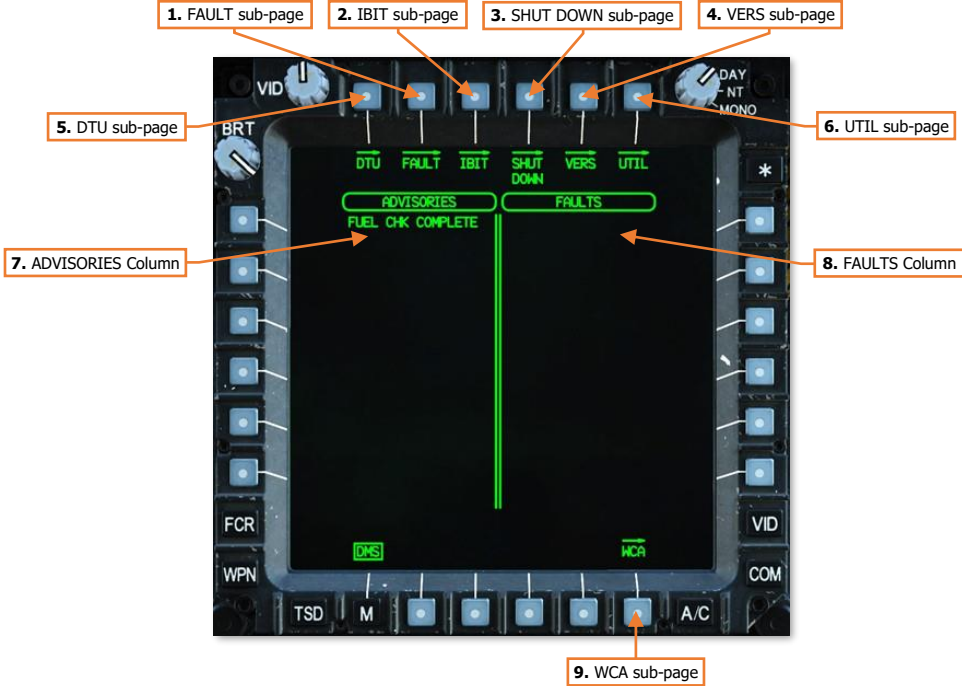 1. FAULT sub-page
2. IBIT sub-page
3. SHUT DOWN sub-page
4. VERS sub-page
5. DTU sub-page
6. UTIL sub-page
VID
DAY
NT
MONO
BRT
DTU
FAULT
IBIT
SHUT
DOWN
VERS
UTIL
*
ADVISORIES
FAULTS
FUEL CHK COMPLETE
7. ADVISORIES Column
8. FAULTS Column
FCR
VID
DMS
WCA
WPN
COM
TSD
M
A/C
9. WCA sub-page